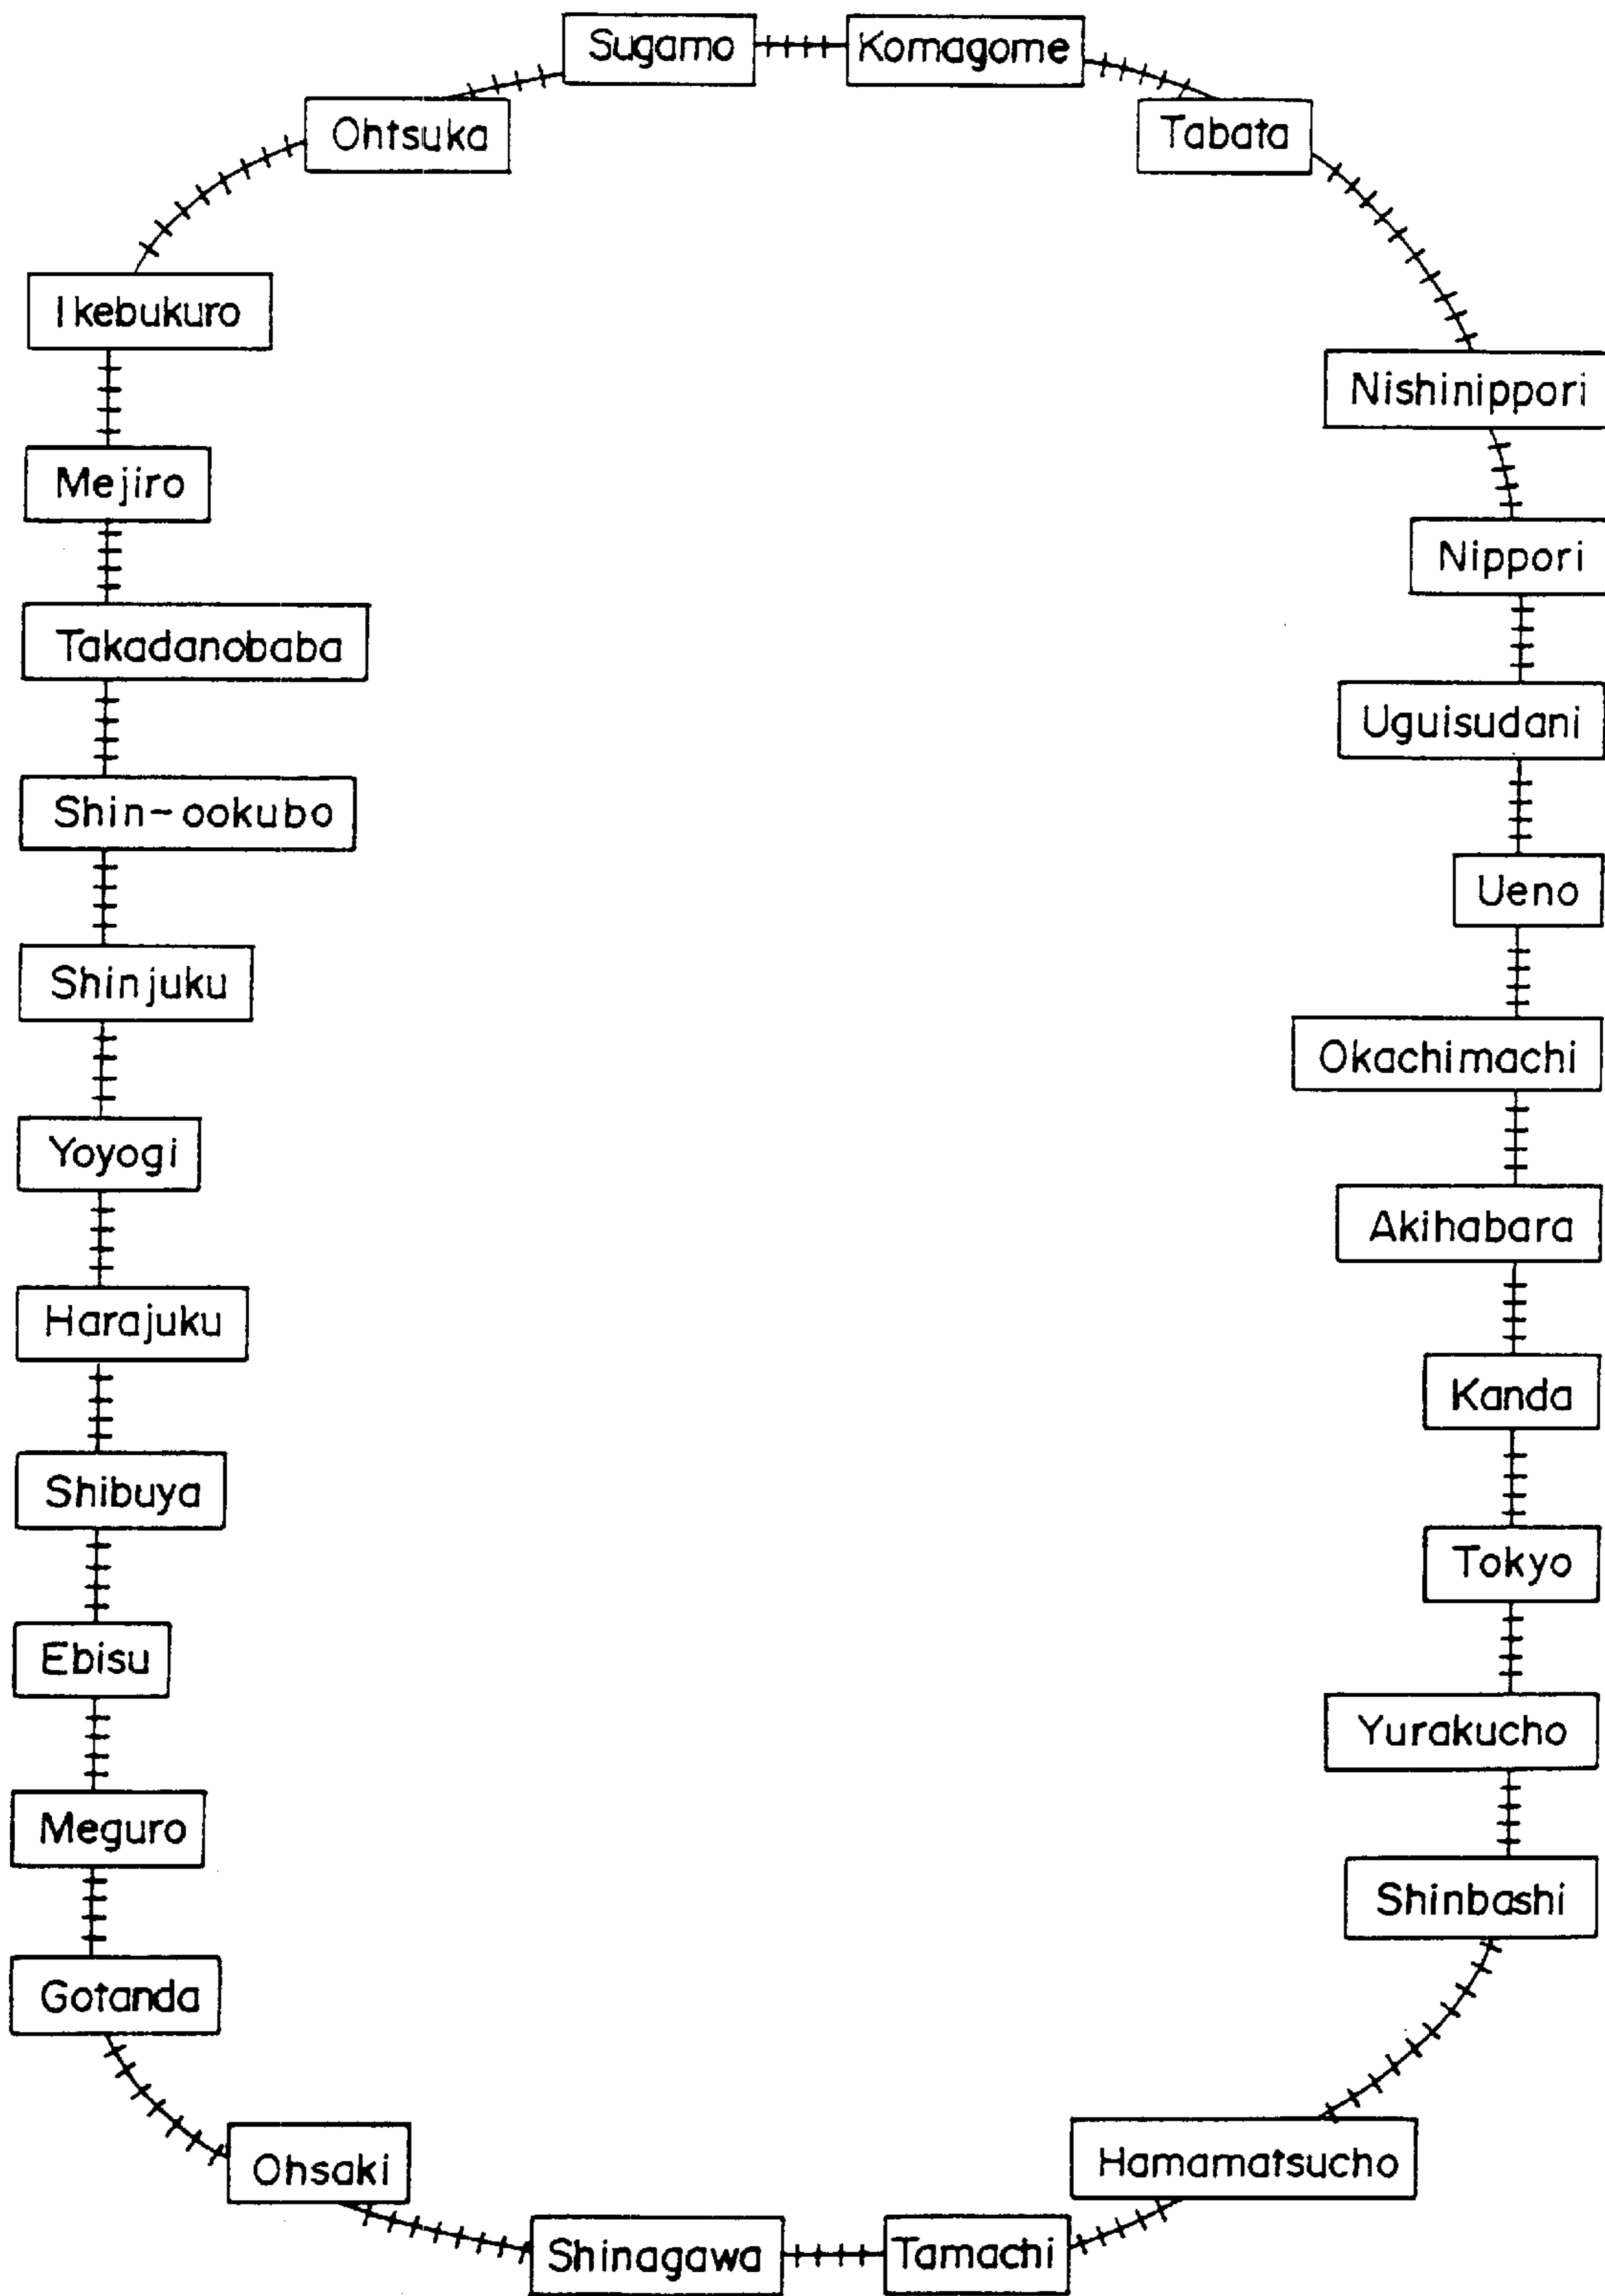 Sugamo
Komagome
Ohtsuka
Tabata
Ikebukuro
Nishinippori
Mejiro
Nippori
Takadanobaba
Uguisudani
Shin-ookubo
Ueno
Shinjuku
Okachimachi
Yoyogi
Akihabara
Harajuku
Kanda
Shibuya
Tokyo
Ebisu
Yurakucho
Meguro
Shinbashi
Gotanda
Hamamatsucho
Ohsaki
Shinagawa
Tamachi